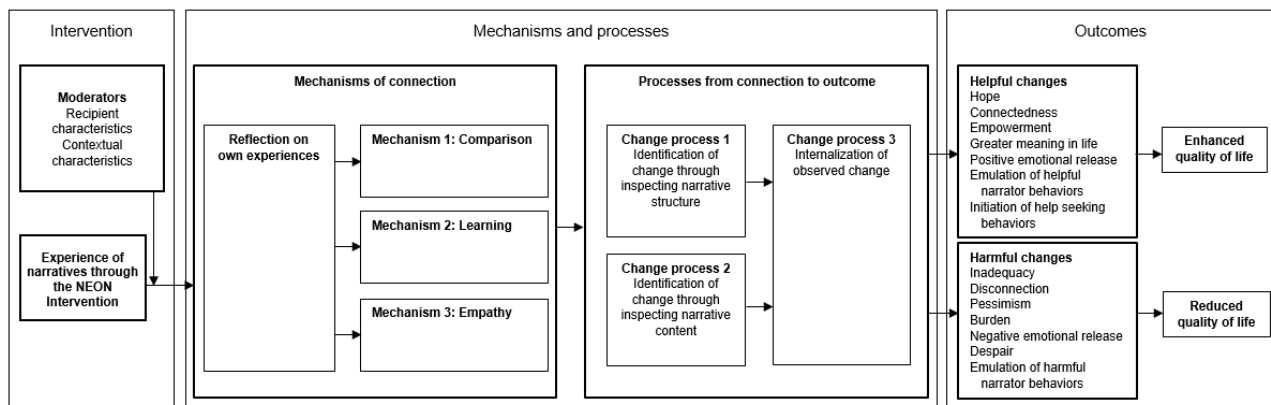 Intervention
Moderators
Recipient
characteristics
Contextual
characteristics
Experience of
narratives through
the NEON
Intervention
Mechanisms and processes
Mechanisms of connection
Reflection on
own experiences
Mechanism 1: Comparison
Mechanism 2: Learning
Mechanism 3: Empathy
Processes from connection to outcome
Change process 1
Identification of
change through
inspecting narrative
structure
Change process 2
Identification of
change through
inspecting narrative
content
Change process 3
Internalization of
observed change
Outcomes
Helpful changes
Hope
Connectedness
Empowerment
Greater meaning in life
Positive emotional release
Emulation of helpful
narrator behaviors
Initiation of help seeking
behaviors
Enhanced
quality of life
Harmful changes
Inadequacy
Disconnection
Pessimism
Burden
Negative emotional release
Despair
Emulation of harmful
narrator behaviors
Reduced
quality of life